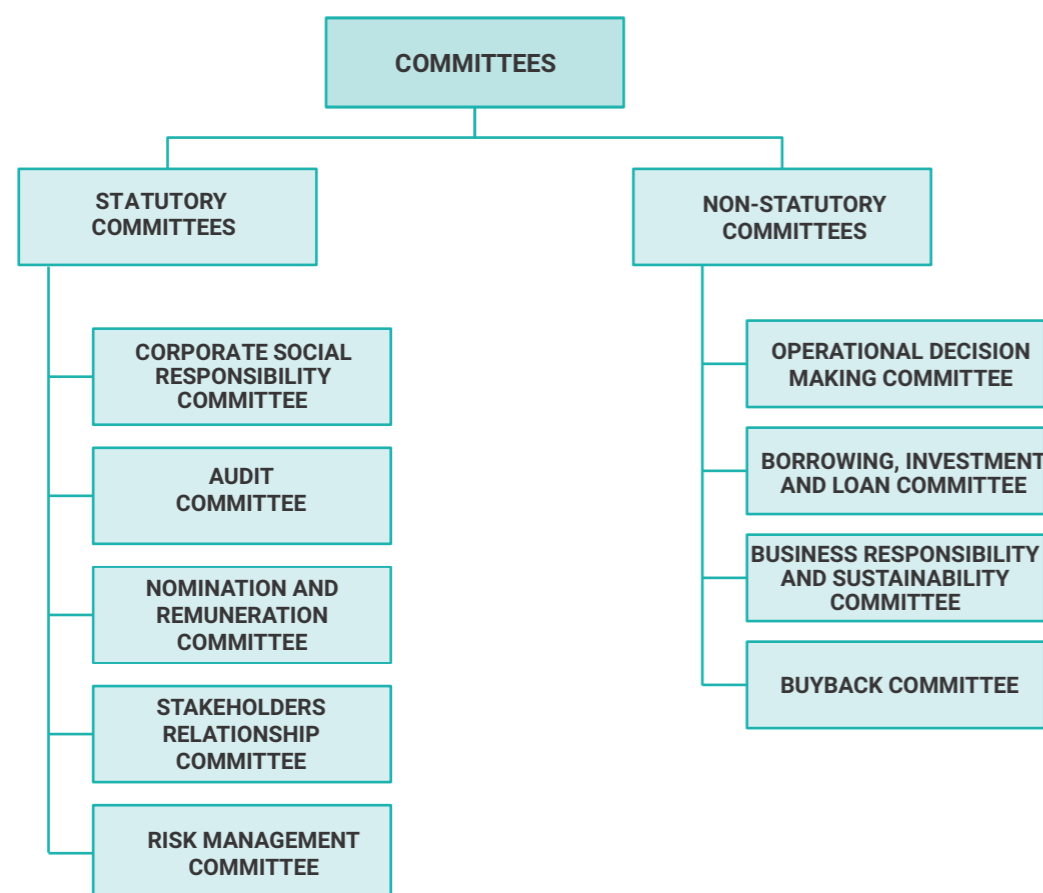 COMMITTEES
STATUTORY
COMMITTEES
CORPORATE SOCIAL
RESPONSIBILITY
COMMITTEE
AUDIT
COMMITTEE
NOMINATION AND
REMUNERATION
COMMITTEE
STAKEHOLDERS
RELATIONSHIP
COMMITTEE
RISK MANAGEMENT
COMMITTEE
NON-STATUTORY
COMMITTEES
OPERATIONAL DECISION
MAKING COMMITTEE
BORROWING, INVESTMENT
AND LOAN COMMITTEE
BUSINESS RESPONSIBILITY
AND SUSTAINABILITY
COMMITTEE
BUYBACK COMMITTEE